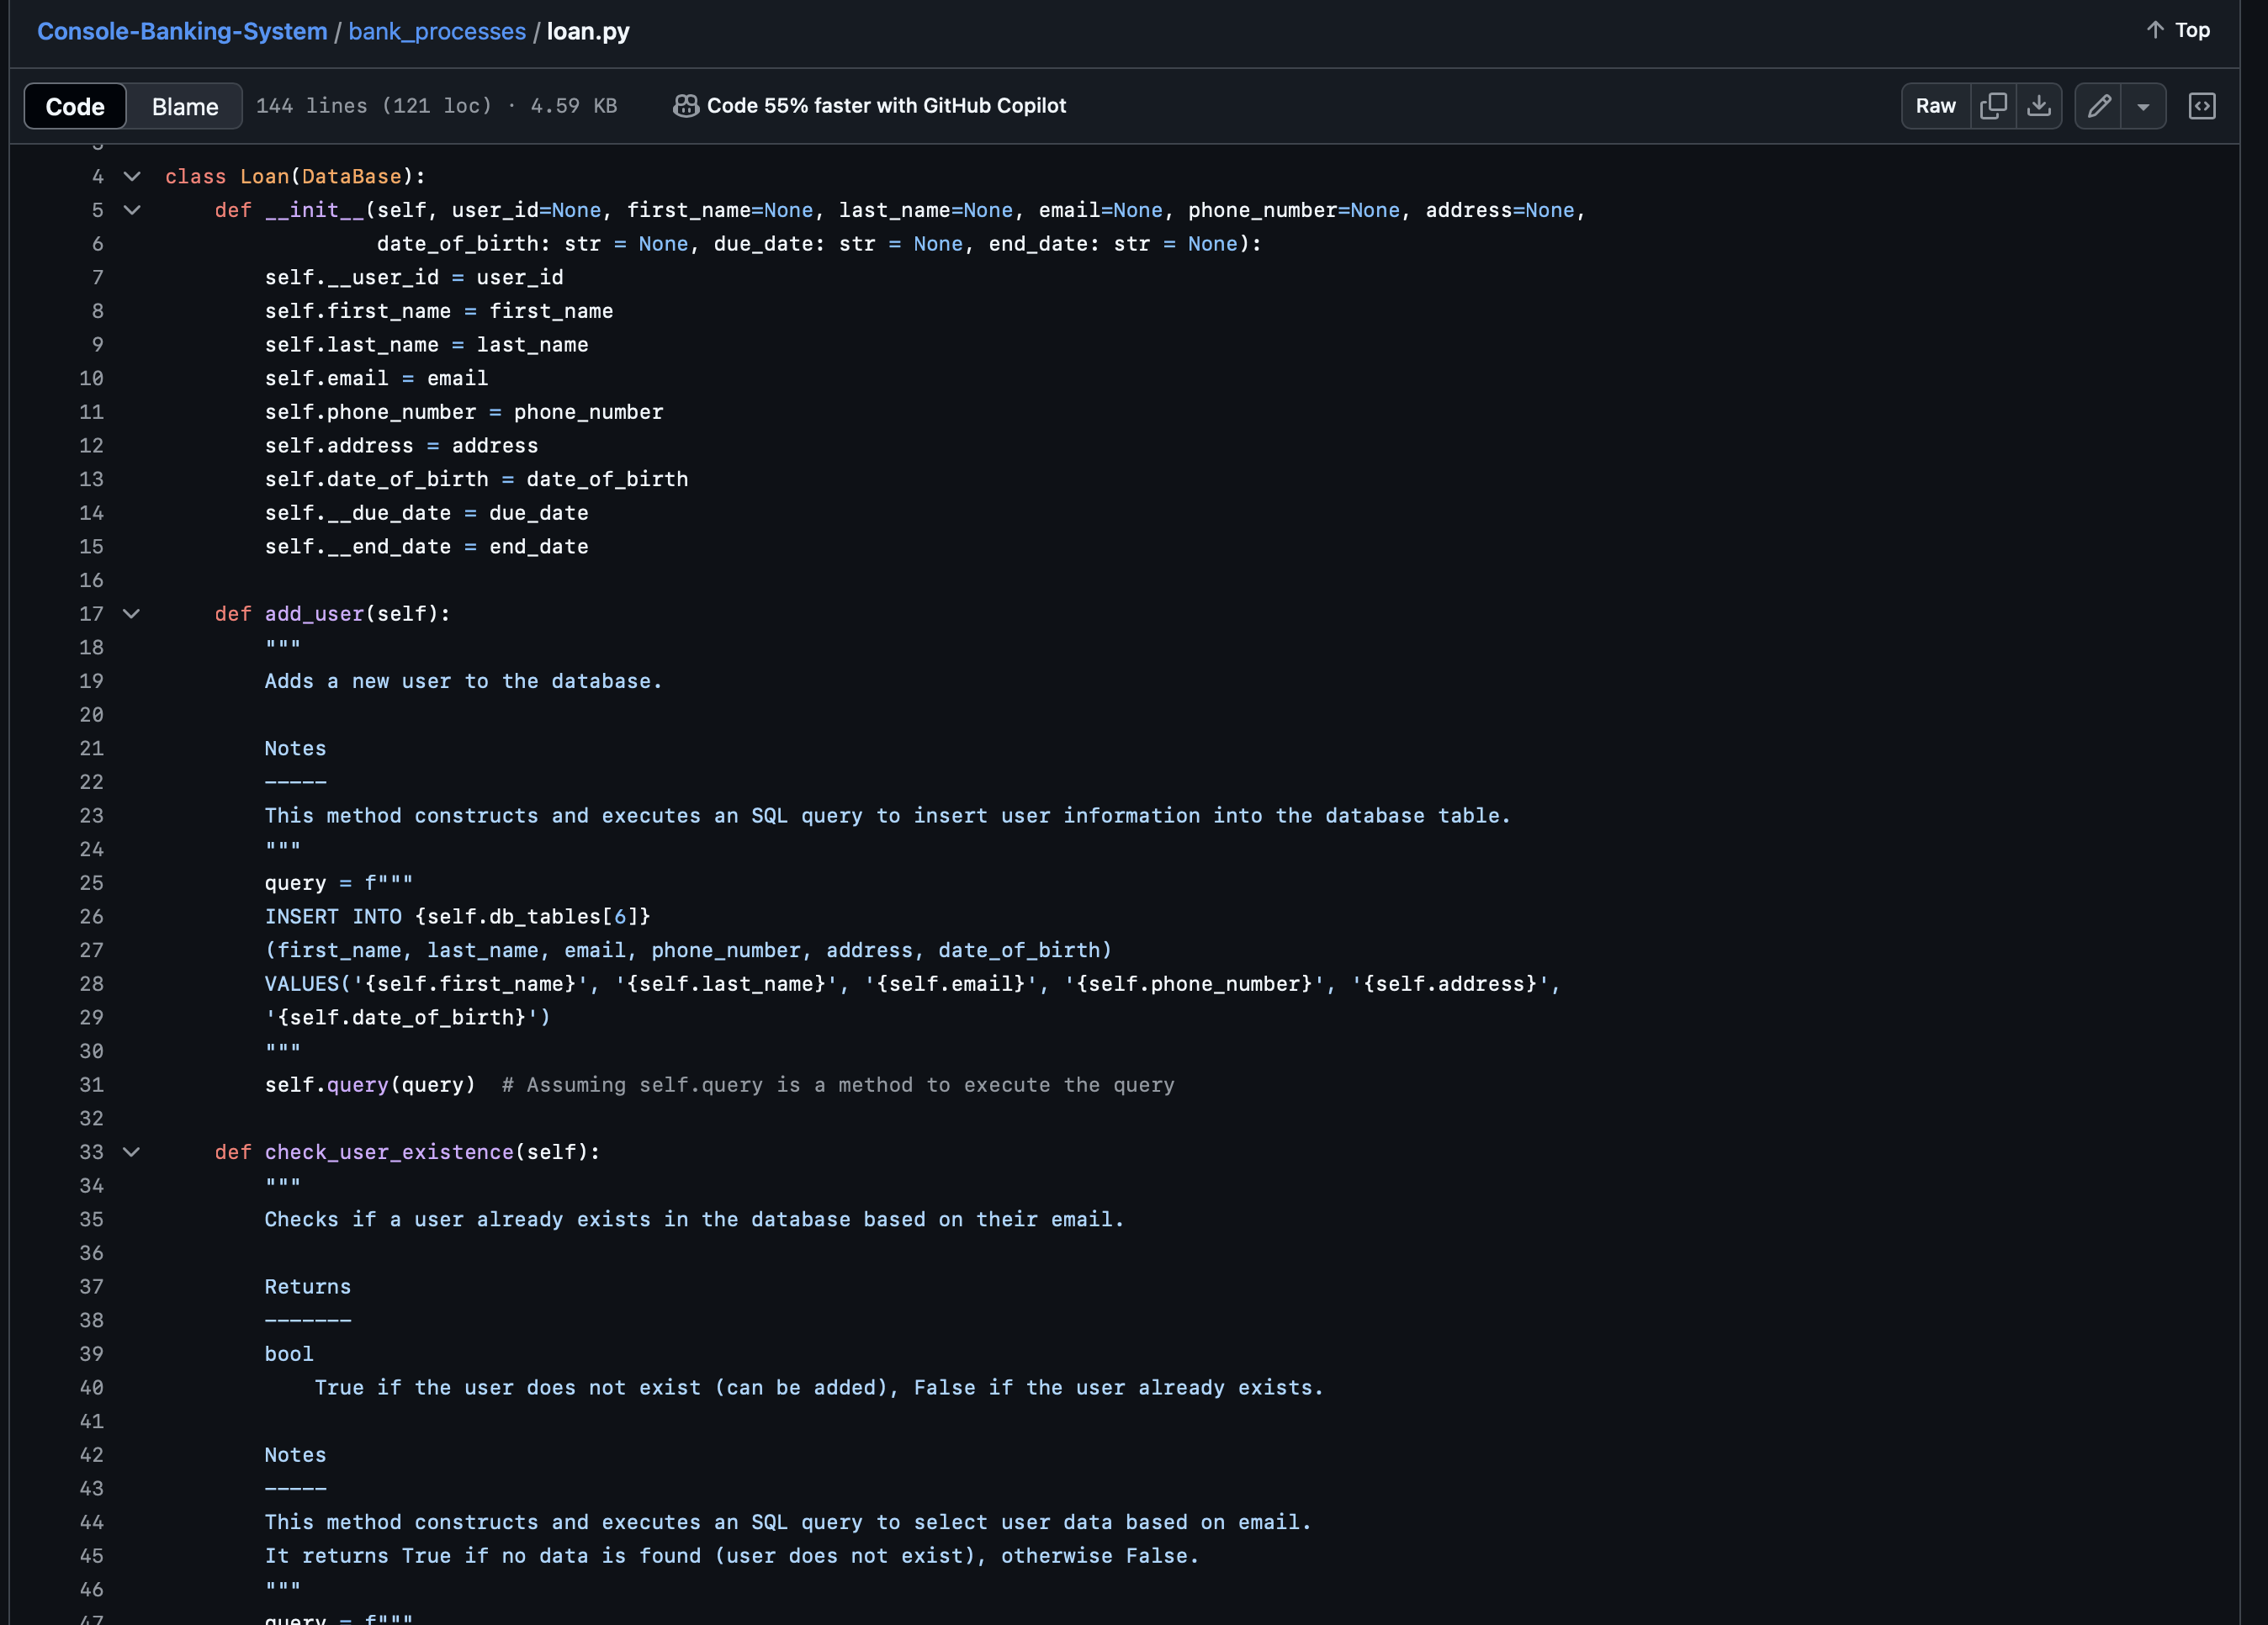 Console-Banking-System / bank_processes / loan.py
Top
Code Blame 144 lines (121 loc) · 4.59 KB Code 55% faster with GitHub Copilot Raw
4 class Loan(DataBase):
5 def __init__(self, user_id=None, first_name=None, last_name=None, email=None, phone_number=None, address=None,
6 date_of_birth: str = None, due_date: str = None, end_date: str = None):
7 self.__user_id = user_id
8 self.first_name = first_name
9 self.last_name = last_name
10 self.email = email
11 self.phone_number = phone_number
12 self.address = address
13 self.date_of_birth = date_of_birth
14 self.__due_date = due_date
15 self.__end_date = end_date
16
17 def add_user(self):
18 """
19 Adds a new user to the database.
20
21 Notes
22 -----
23 This method constructs and executes an SQL query to insert user information into the database table.
24 """
25 query = f"""
26 INSERT INTO {self.db_tables[6]}
27 (first_name, last_name, email, phone_number, address, date_of_birth)
28 VALUES('{self.first_name}', '{self.last_name}', '{self.email}', '{self.phone_number}', '{self.address}',
29 '{self.date_of_birth}')
30 """
31 self.query(query)  # Assuming self.query is a method to execute the query
32
33 def check_user_existence(self):
34 """
35 Checks if a user already exists in the database based on their email.
36
37 Returns
38 -------
39 bool
40 True if the user does not exist (can be added), False if the user already exists.
41
42 Notes
43 -----
44 This method constructs and executes an SQL query to select user data based on email.
45 It returns True if no data is found (user does not exist), otherwise False.
46 """
47 query = f"""